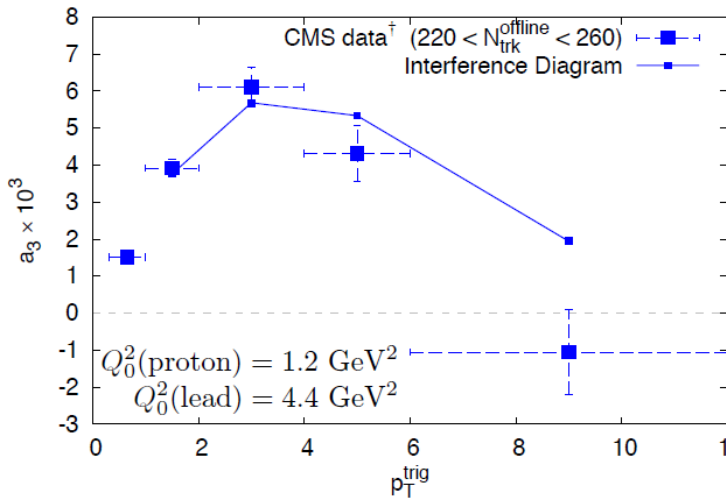 CMS data† (220 < N_trk^offline < 260)
Interference Diagram
a₃ × 10³
8
7
6
5
4
3
2
1
0
-1
-2
-3
Q₀²(proton) = 1.2 GeV²
Q₀²(lead) = 4.4 GeV²
0 2 4 6 8 10 12
p_T^trig